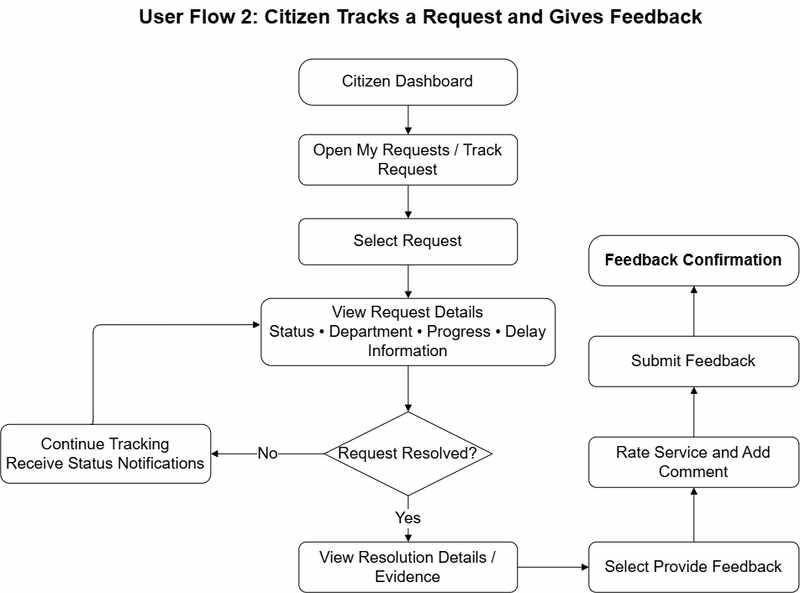 User Flow 2: Citizen Tracks a Request and Gives Feedback
Citizen Dashboard
Open My Requests / Track
Request
Select Request
View Request Details
Status • Department • Progress • Delay
Information
Request Resolved?
No
Continue Tracking
Receive Status Notifications
Yes
View Resolution Details /
Evidence
Select Provide Feedback
Rate Service and Add
Comment
Submit Feedback
Feedback Confirmation